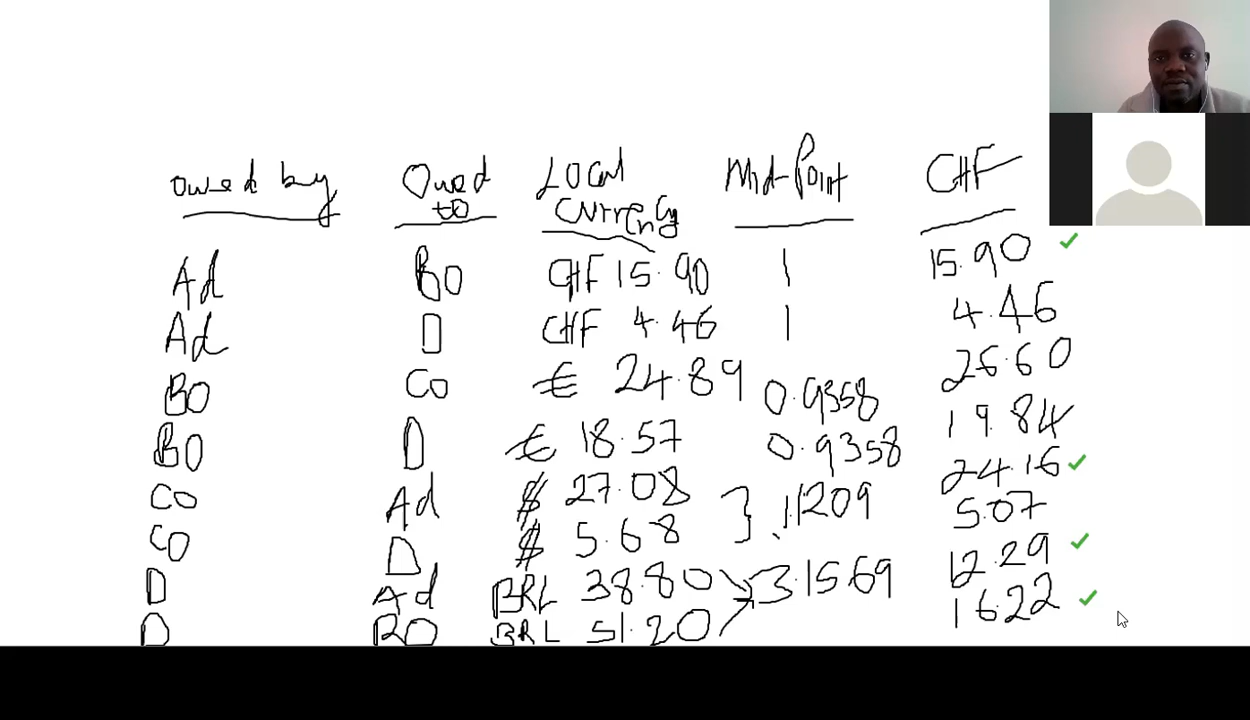 owed by Owed to Local Currency Mid-Point CHF
Ad BO CHF 15.90 1 15.90
Ad D CHF 4.46 1 4.46
BO CO € 24.89 0.9358 26.60
BO D € 18.57 0.9358 19.84
CO Ad $ 27.08 24.16
CO D $ 5.68 1.1209 5.07
D Ad BRL 38.80 3.1569 12.29
D BO BRL 51.20 16.22